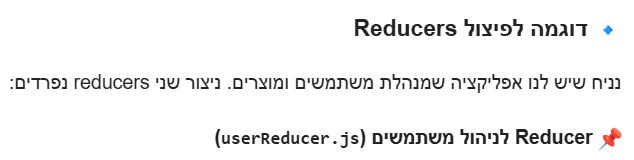 🔹 דוגמה לפיצול Reducers
נניח שיש לנו אפליקציה שמנהלת משתמשים ומוצרים. ניצור שני reducers נפרדים:
📌 Reducer לניהול משתמשים (userReducer.js)